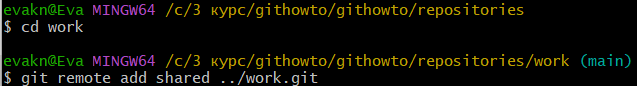 evakn@Eva MINGW64 /c/3 курс/githowto/githowto/repositories
$ cd work
evakn@Eva MINGW64 /c/3 курс/githowto/githowto/repositories/work (main)
$ git remote add shared ../work.git